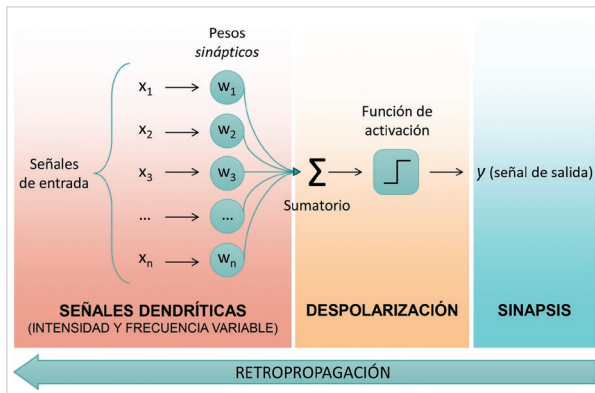 Pesos
sinápticos
Señales
de entrada
x1
w1
x2
w2
x3
w3
...
...
xn
wn
Σ
Sumatorio
Función de
activación
y (señal de salida)
SEÑALES DENDRÍTICAS
(INTENSIDAD Y FRECUENCIA VARIABLE)
DESPOLARIZACIÓN
SINAPSIS
RETROPROPAGACIÓN